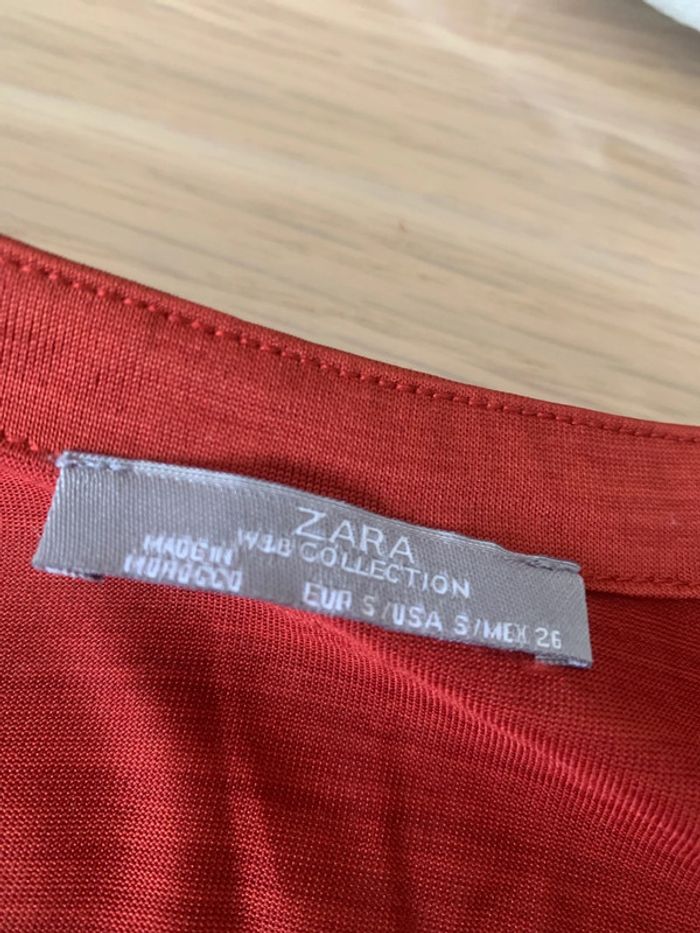 ZARA
W&B COLLECTION
MADE IN
MOROCCO
EUR S/USA S/MEX 26